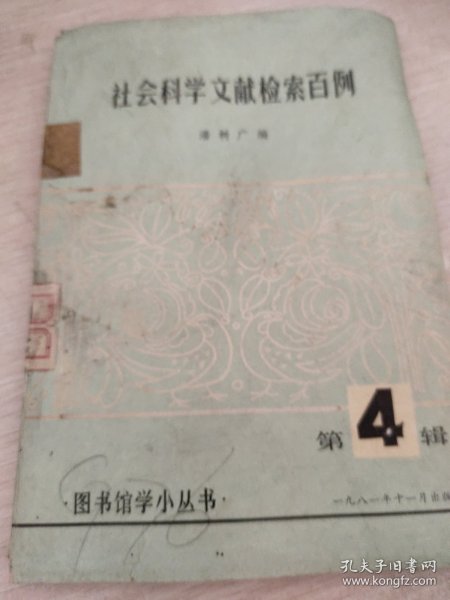 社会科学文献检索百例
潘树广 编
第4辑
·图书馆学小丛书·
一九八一年十一月出版
孔夫子旧书网
www.kongfz.com